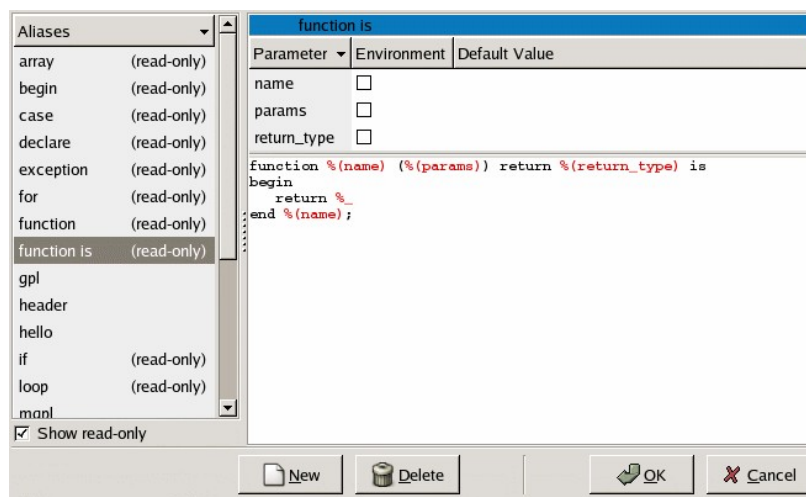 Aliases
array (read-only)
begin (read-only)
case (read-only)
declare (read-only)
exception (read-only)
for (read-only)
function (read-only)
function is (read-only)
gpl
header
hello
if (read-only)
loop (read-only)
mgpl
Show read-only
function is
Parameter Environment Default Value
name
params
return_type
function %(name) (%(params)) return %(return_type) is
begin
return %_
end %(name);
New Delete OK Cancel